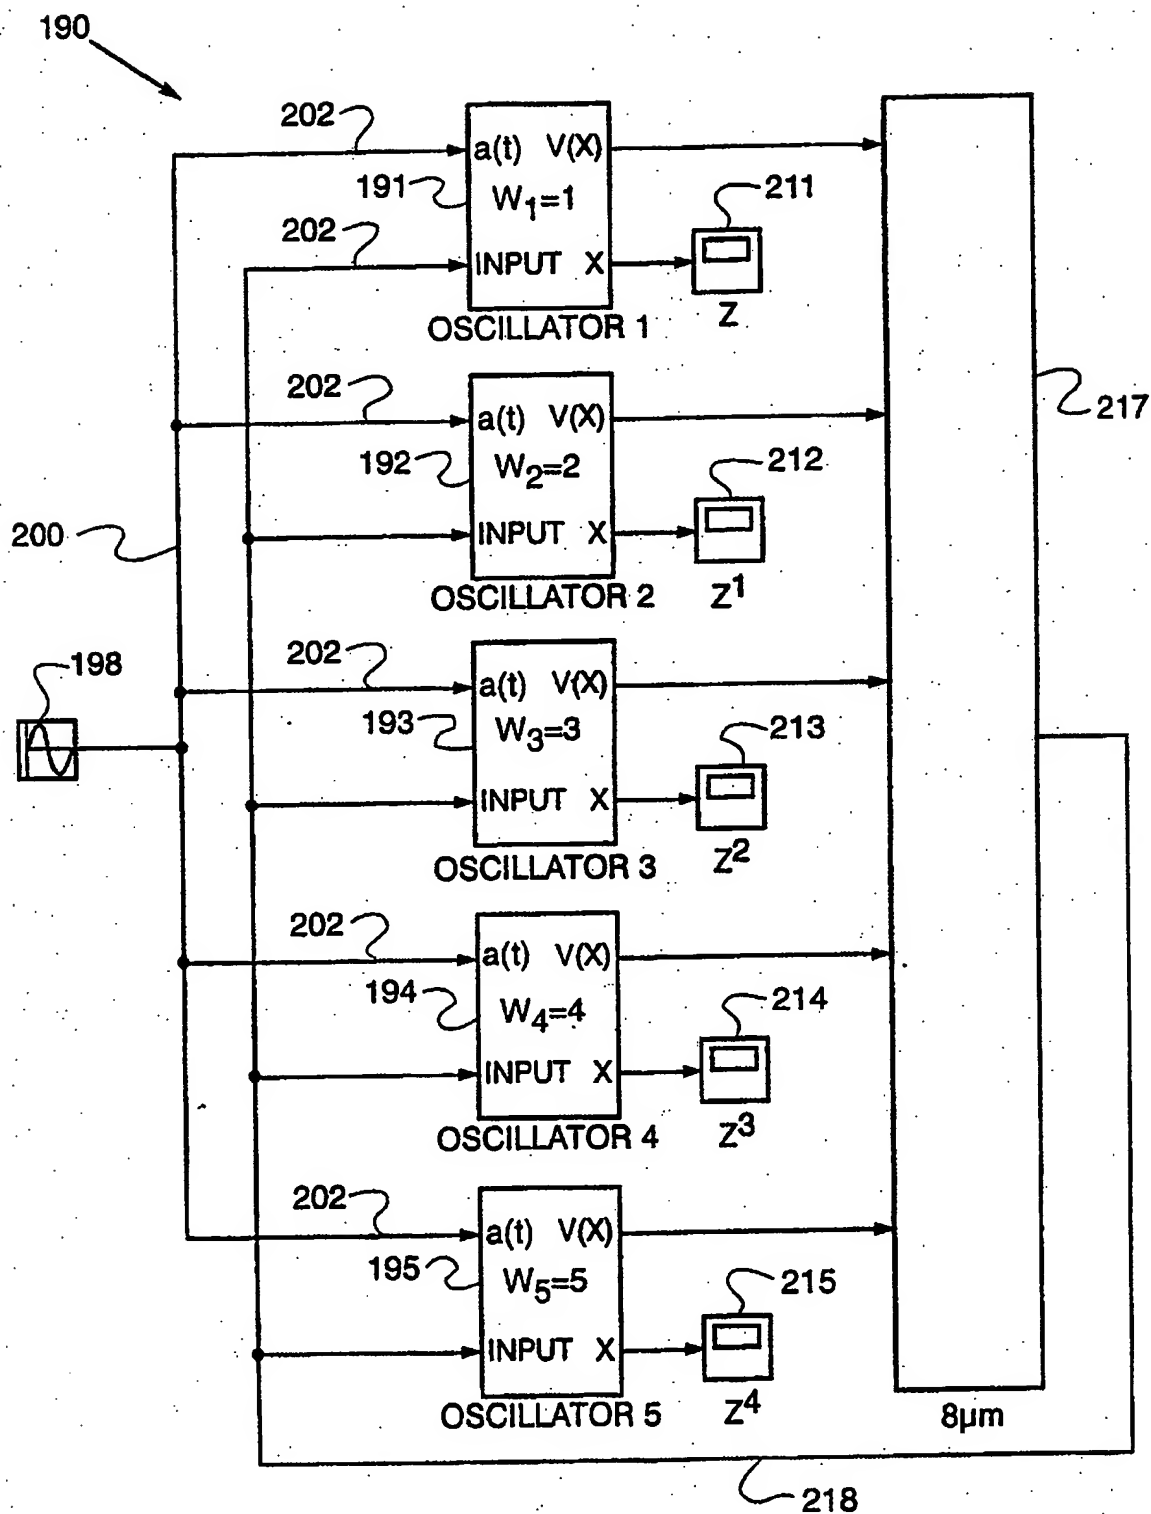 190
202
a(t) V(X)
191
W1=1
211
202
INPUT X
Z
OSCILLATOR 1
202
a(t) V(X)
217
192
W2=2
212
200
INPUT X
OSCILLATOR 2
Z1
202
198
a(t) V(X)
193
W3=3
213
INPUT X
OSCILLATOR 3
Z2
202
a(t) V(X)
194
W4=4
214
INPUT X
OSCILLATOR 4
Z3
202
a(t) V(X)
195
W5=5
215
INPUT X
OSCILLATOR 5
Z4
8µm
218